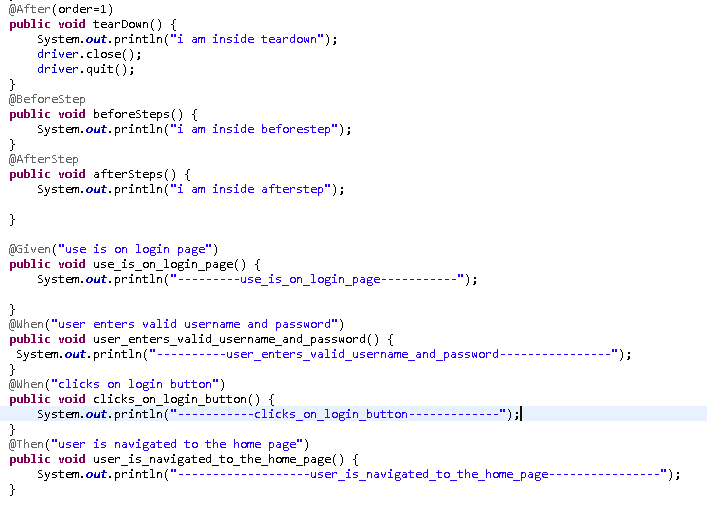 @After(order=1)
public void tearDown() {
    System.out.println("i am inside teardown");
    driver.close();
    driver.quit();
}
@BeforeStep
public void beforeSteps() {
    System.out.println("i am inside beforestep");
}
@AfterStep
public void afterSteps() {
    System.out.println("i am inside afterstep");

}

@Given("use is on login page")
public void use_is_on_login_page() {
    System.out.println("---------use_is_on_login_page-----------");

}
@When("user enters valid username and password")
public void user_enters_valid_username_and_password() {
 System.out.println("----------user_enters_valid_username_and_password----------------");
}
@When("clicks on login button")
public void clicks_on_login_button() {
    System.out.println("-----------clicks_on_login_button-------------");
}
@Then("user is navigated to the home page")
public void user_is_navigated_to_the_home_page() {
    System.out.println("-------------------user_is_navigated_to_the_home_page----------------");
}